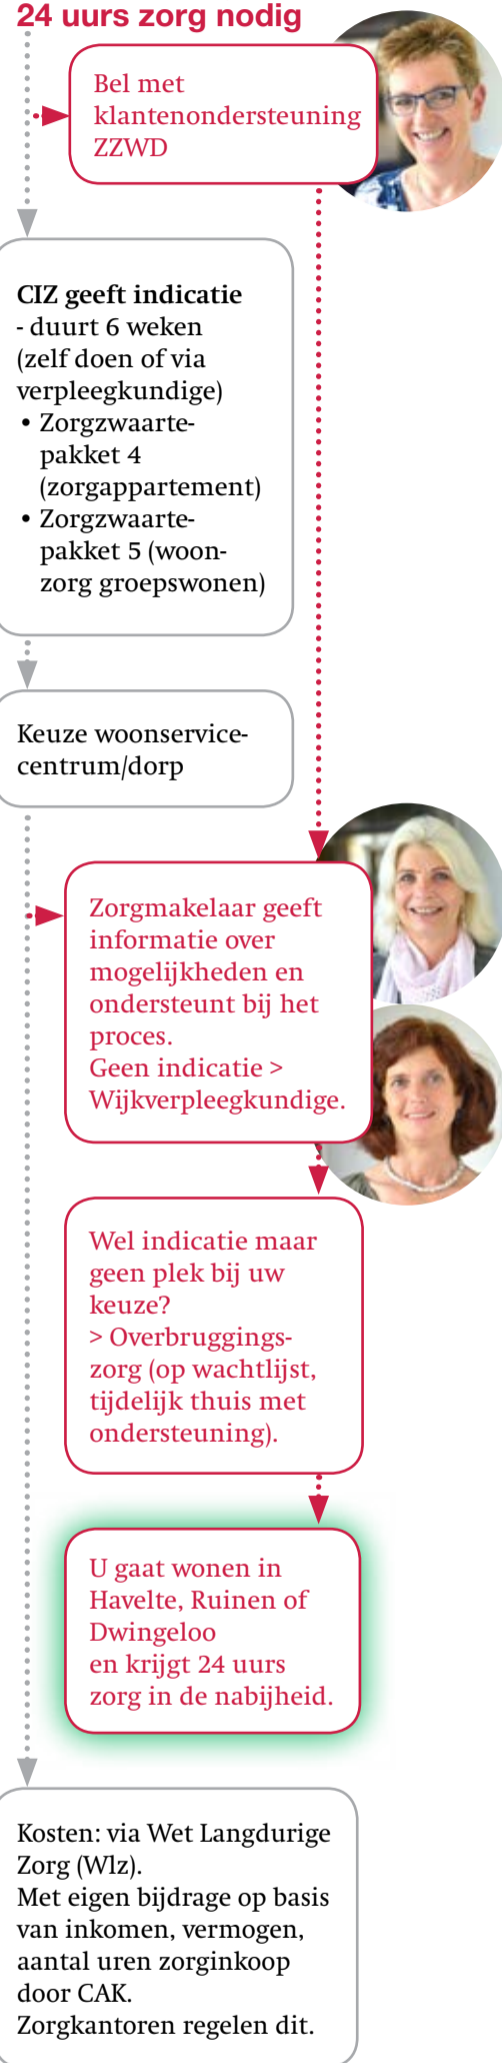 24 uurs zorg nodig
Bel met
klantenondersteuning
ZZWD
CIZ geeft indicatie
- duurt 6 weken
(zelf doen of via
verpleegkundige)
• Zorgzwaarte-
pakket 4
(zorgappartement)
• Zorgzwaarte-
pakket 5 (woon-
zorg groepswonen)
Keuze woonservice-
centrum/dorp
Zorgmakelaar geeft
informatie over
mogelijkheden en
ondersteunt bij het
proces.
Geen indicatie >
Wijkverpleegkundige.
Wel indicatie maar
geen plek bij uw
keuze?
> Overbruggings-
zorg (op wachtlijst,
tijdelijk thuis met
ondersteuning).
U gaat wonen in
Havelte, Ruinen of
Dwingeloo
en krijgt 24 uurs
zorg in de nabijheid.
Kosten: via Wet Langdurige
Zorg (Wlz).
Met eigen bijdrage op basis
van inkomen, vermogen,
aantal uren zorginkoop
door CAK.
Zorgkantoren regelen dit.